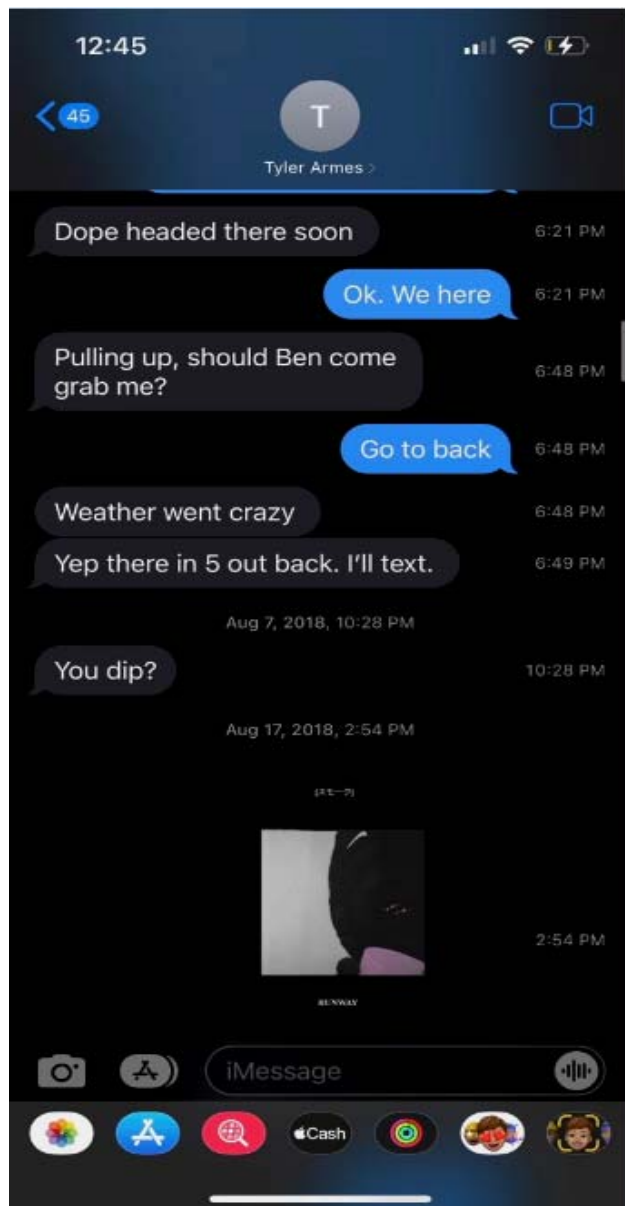 12:45
45
T
Tyler Armes >
Dope headed there soon
6:21 PM
Ok. We here
6:21 PM
Pulling up, should Ben come
grab me?
6:48 PM
Go to back
6:48 PM
Weather went crazy
6:48 PM
Yep there in 5 out back. I'll text.
6:49 PM
Aug 7, 2018, 10:28 PM
You dip?
10:28 PM
Aug 17, 2018, 2:54 PM
2:54 PM
RUNWAY
iMessage
Cash